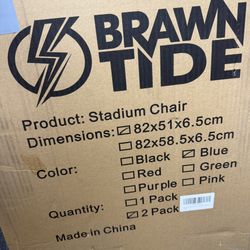 BRAWN
TIDE
Product: Stadium Chair
Dimensions: 82x51x6.5cm
82x58.5x6.5cm
Color: Black Blue
Red Green
Purple Pink
Quantity: 1 Pack
2 Pack
Made in China